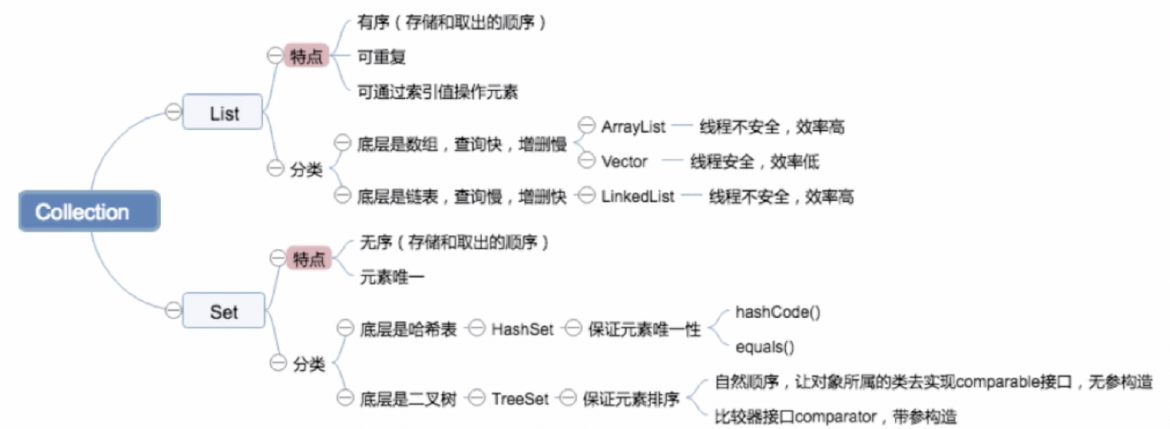 Collection
List
特点
有序（存储和取出的顺序）
可重复
可通过索引值操作元素
分类
底层是数组，查询快，增删慢
ArrayList
线程不安全，效率高
Vector
线程安全，效率低
底层是链表，查询慢，增删快
LinkedList
线程不安全，效率高
Set
特点
无序（存储和取出的顺序）
元素唯一
分类
底层是哈希表
HashSet
保证元素唯一性
hashCode()
equals()
底层是二叉树
TreeSet
保证元素排序
自然顺序，让对象所属的类去实现comparable接口，无参构造
比较器接口comparator，带参构造